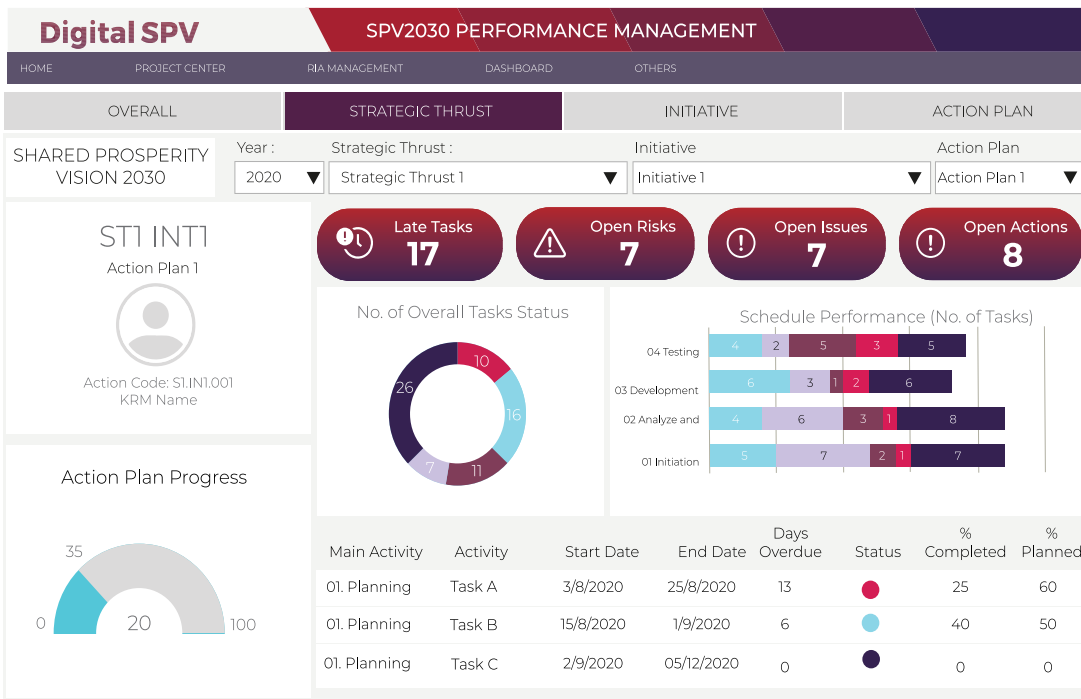 Digital SPV
SPV2030 PERFORMANCE MANAGEMENT
HOME PROJECT CENTER RIA MANAGEMENT DASHBOARD OTHERS
OVERALL STRATEGIC THRUST INITIATIVE ACTION PLAN
SHARED PROSPERITY
VISION 2030
Year : Strategic Thrust : Initiative Action Plan
2020 Strategic Thrust 1 Initiative 1 Action Plan 1
ST1 INT1
Action Plan 1
Action Code: S1.IN1.001
KRM Name
Late Tasks
17
Open Risks
7
Open Issues
7
Open Actions
8
No. of Overall Tasks Status
10
26
16
7
11
Schedule Performance (No. of Tasks)
04 Testing 4 2 5 3 5
03 Development 6 3 1 2 6
02 Analyze and 4 6 3 1 8
01 Initiation 5 7 2 1 7
Action Plan Progress
35
0 20 100
Main Activity Activity Start Date End Date Days Overdue Status % Completed % Planned
01. Planning Task A 3/8/2020 25/8/2020 13 25 60
01. Planning Task B 15/8/2020 1/9/2020 6 40 50
01. Planning Task C 2/9/2020 05/12/2020 0 0 0